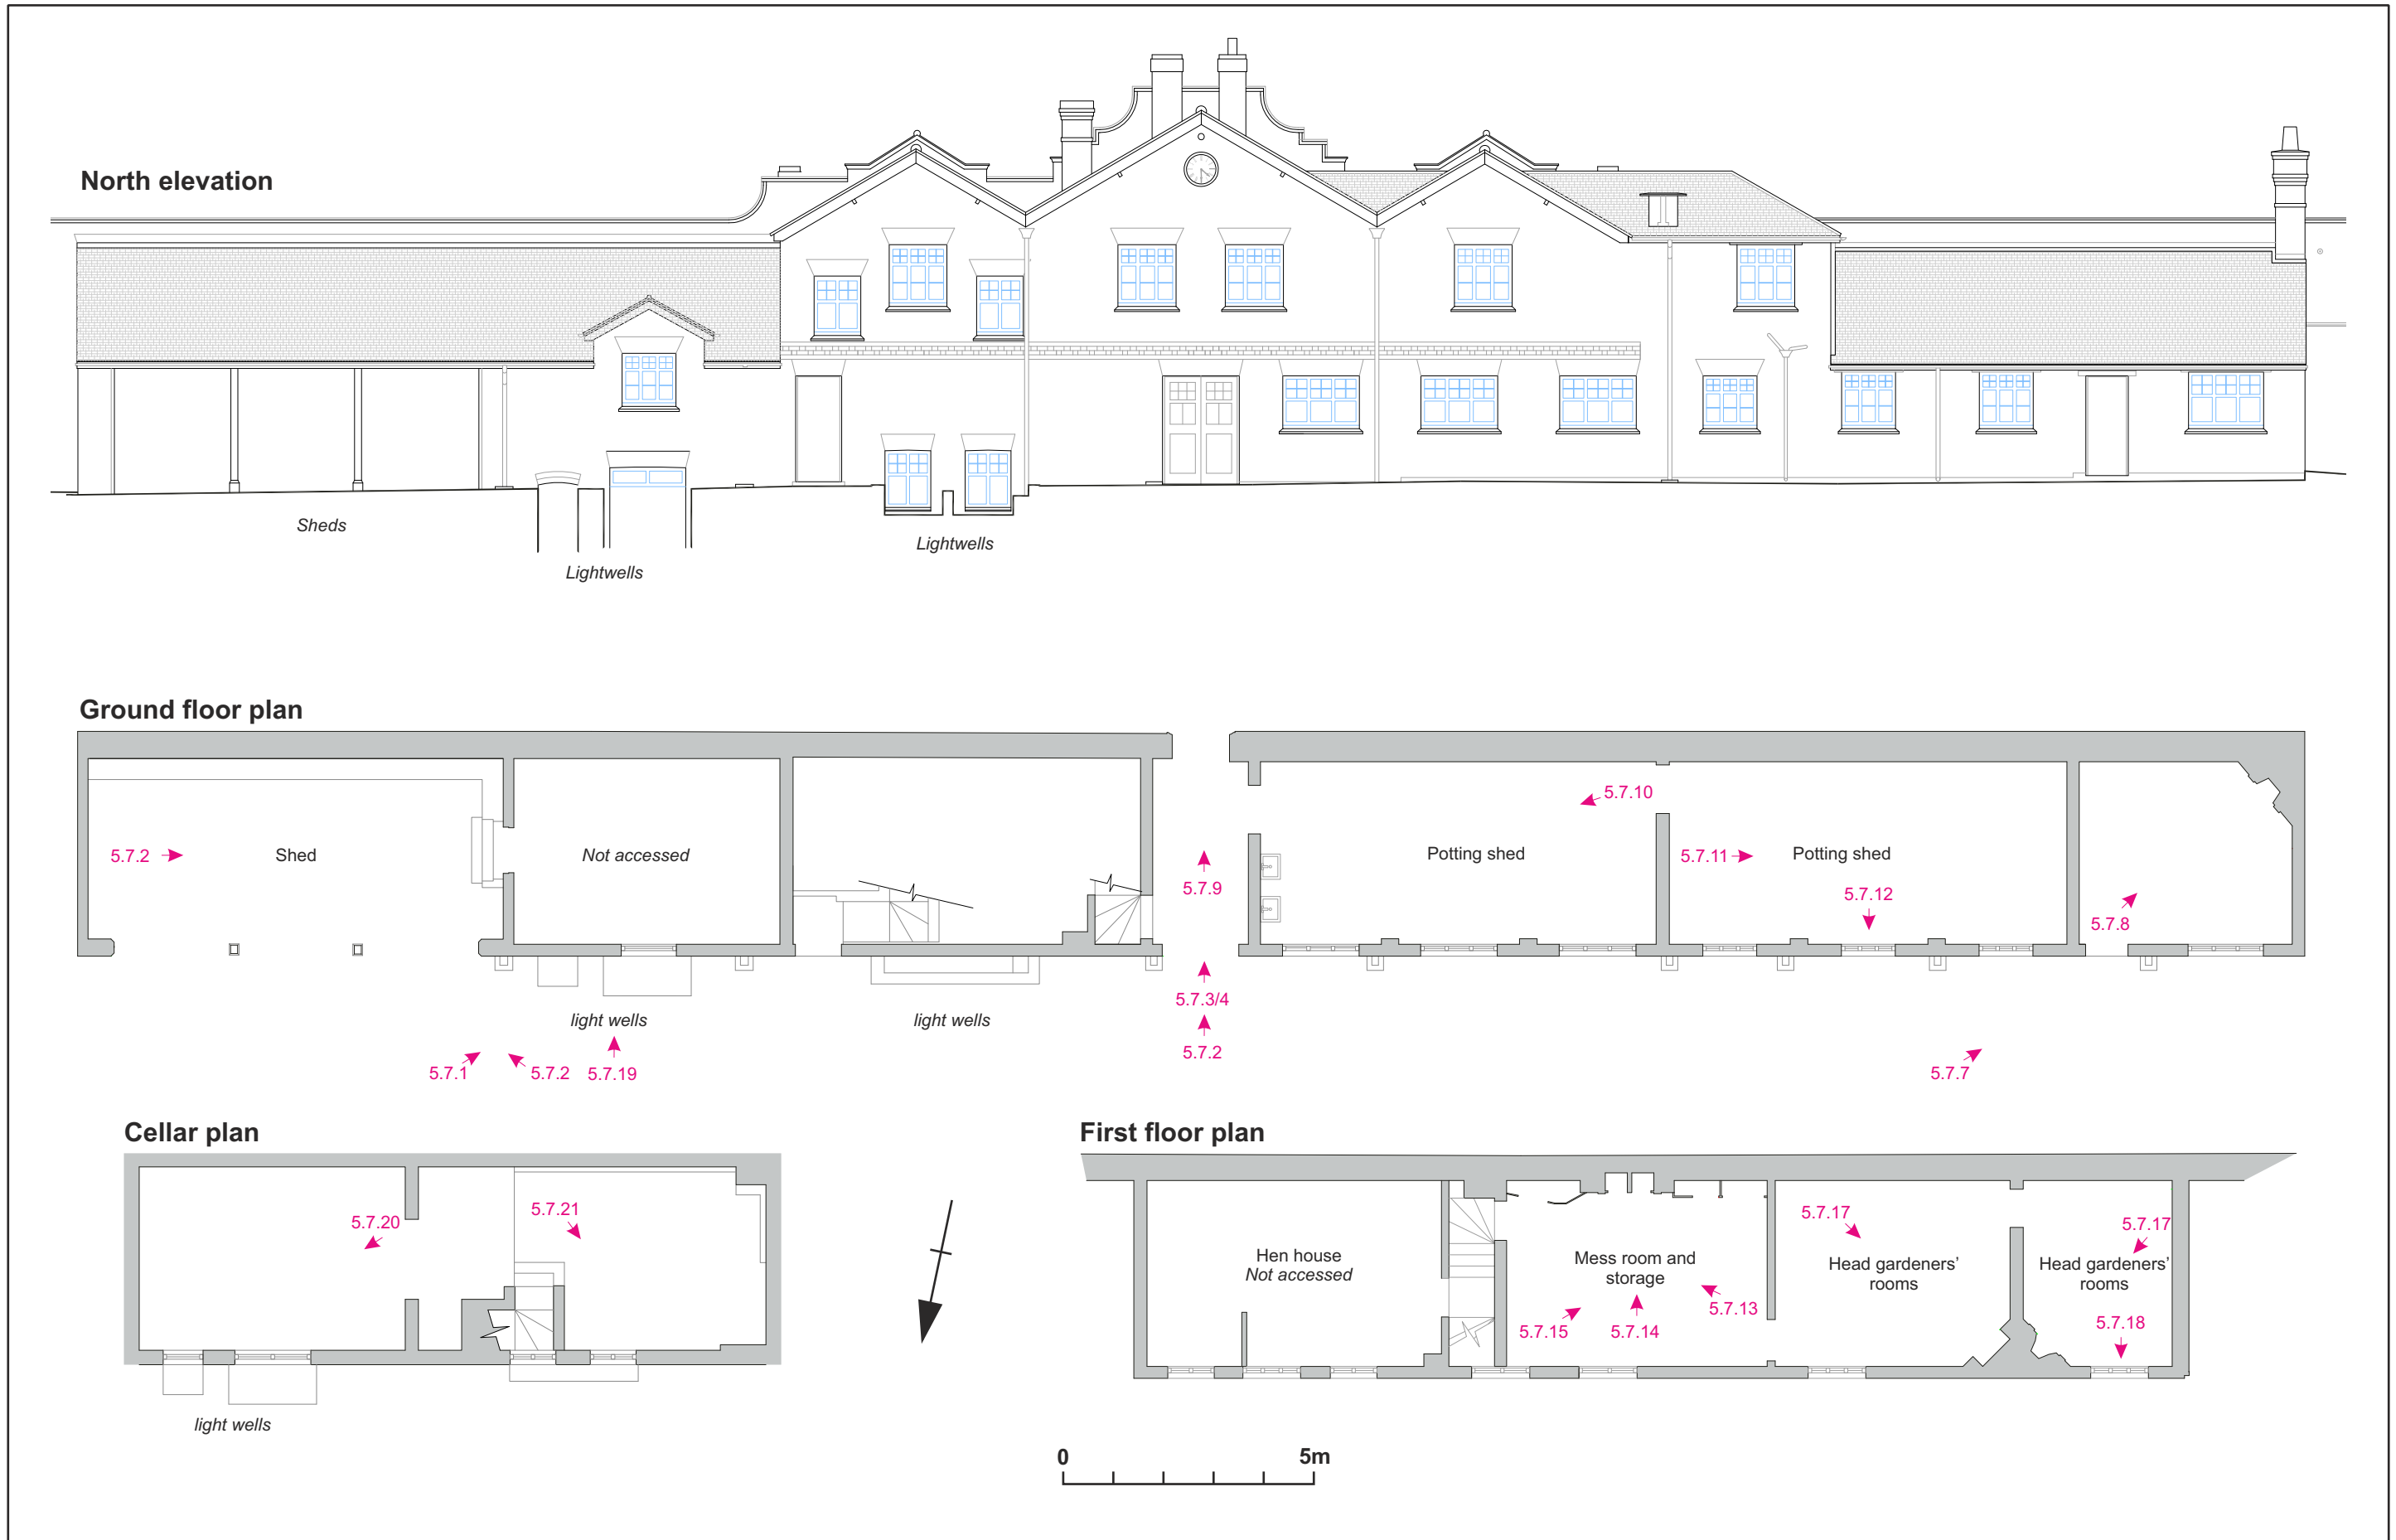 North elevation
Sheds
Lightwells
Lightwells
Ground floor plan
5.7.10
5.7.2
Shed
Not accessed
Potting shed
5.7.11
Potting shed
5.7.9
5.7.12
5.7.8
5.7.3/4
light wells
light wells
5.7.2
5.7.1
5.7.2
5.7.19
5.7.7
Cellar plan
5.7.20
5.7.21
light wells
First floor plan
5.7.17
5.7.17
Hen house
Not accessed
Mess room and
storage
Head gardeners’
rooms
Head gardeners’
rooms
5.7.13
5.7.15
5.7.14
5.7.18
0
5m